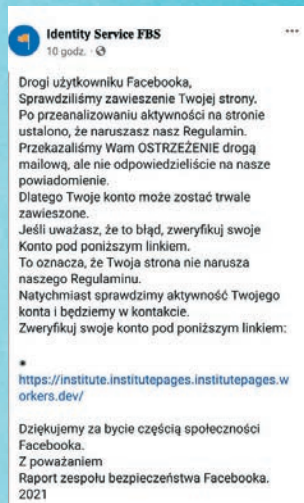 Identity Service FBS
10 godz. ·
Drogi użytkowniku Facebooka,
Sprawdziliśmy zawieszenie Twojej strony.
Po przeanalizowaniu aktywności na stronie
ustalono, że naruszasz nasz Regulamin.
Przekazaliśmy Wam OSTRZEŻENIE drogą
mailową, ale nie odpowiedzieliście na nasze
powiadomienie.
Dlatego Twoje konto może zostać trwale
zawieszone.
Jeśli uważasz, że to błąd, zweryfikuj swoje
Konto pod poniższym linkiem.
To oznacza, że Twoja strona nie narusza
naszego Regulaminu.
Natychmiast sprawdzimy aktywność Twojego
konta i będziemy w kontakcie.
Zweryfikuj swoje konto pod poniższym linkiem:
*
https://institute.institutepages.institutepages.w
orkers.dev/
Dziękujemy za bycie częścią społeczności
Facebooka.
Z poważaniem
Raport zespołu bezpieczeństwa Facebooka.
2021